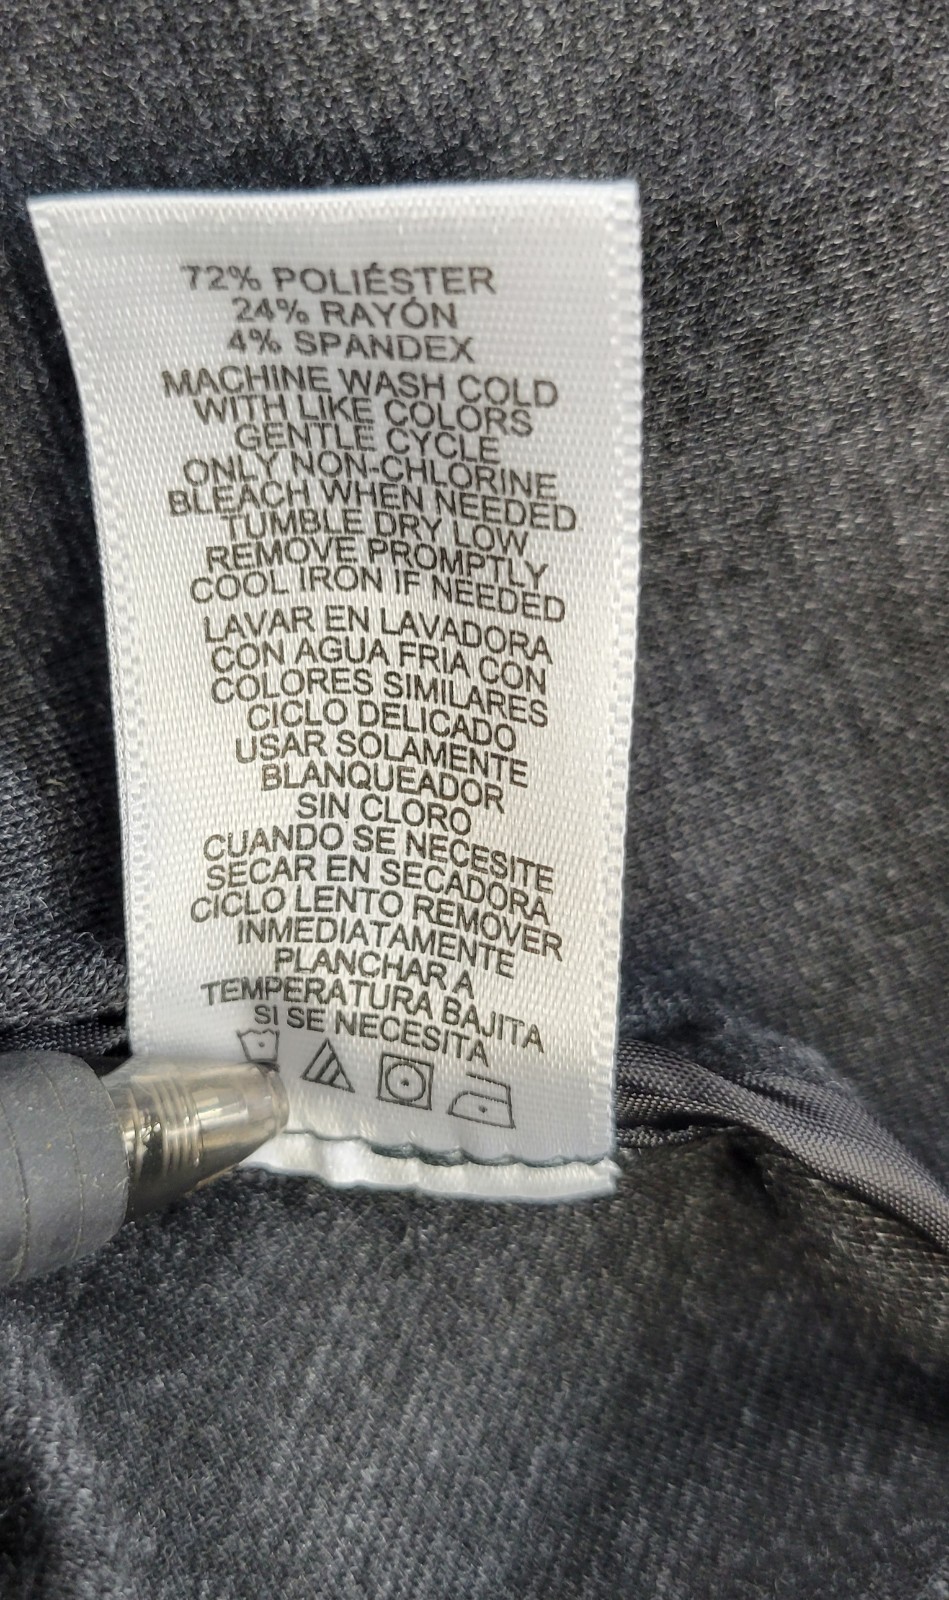 72% POLIÉSTER
24% RAYÓN
4% SPANDEX
MACHINE WASH COLD
WITH LIKE COLORS
GENTLE CYCLE
ONLY NON-CHLORINE
BLEACH WHEN NEEDED
TUMBLE DRY LOW
REMOVE PROMPTLY
COOL IRON IF NEEDED
LAVAR EN LAVADORA
CON AGUA FRIA CON
COLORES SIMILARES
CICLO DELICADO
USAR SOLAMENTE
BLANQUEADOR
SIN CLORO
CUANDO SE NECESITE
SECAR EN SECADORA
CICLO LENTO REMOVER
INMEDIATAMENTE
PLANCHAR A
TEMPERATURA BAJITA
SI SE NECESITA